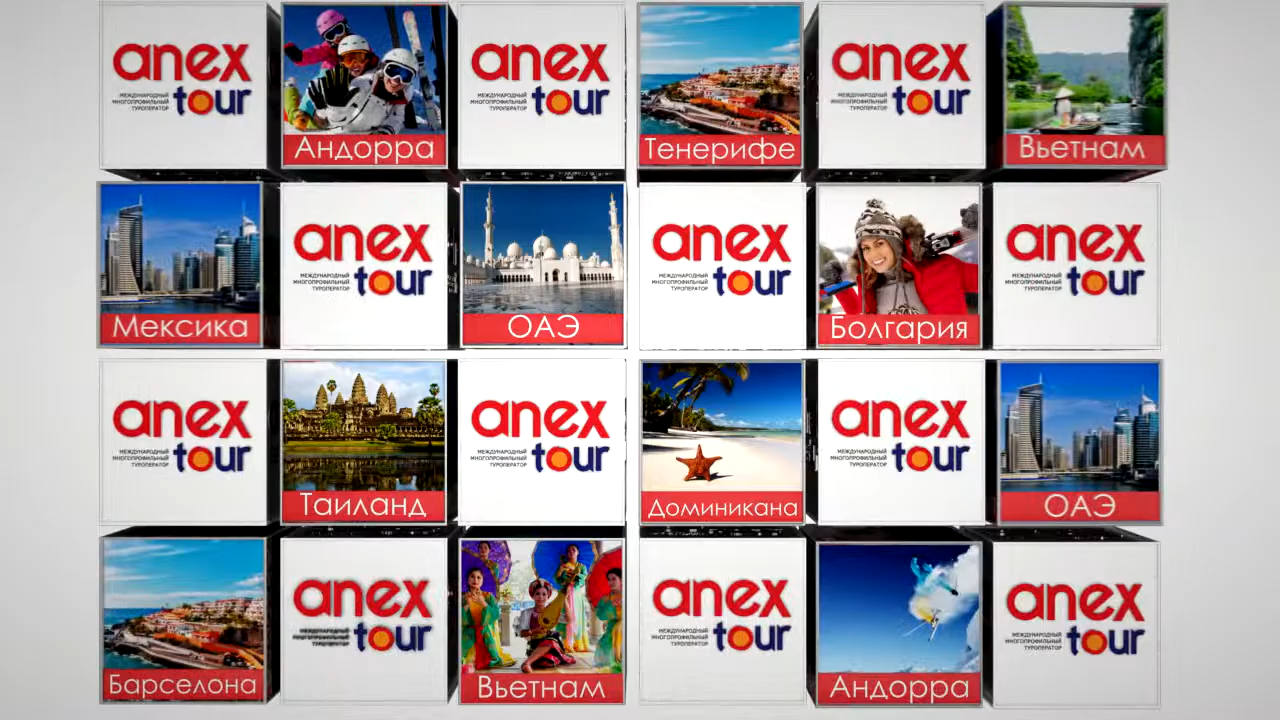 anex
МЕЖДУНАРОДНЫЙ
МНОГОПРОФИЛЬНЫЙ
ТУРОПЕРАТОР
tour
Андорра
anex
МЕЖДУНАРОДНЫЙ
МНОГОПРОФИЛЬНЫЙ
ТУРОПЕРАТОР
tour
Тенерифе
anex
МЕЖДУНАРОДНЫЙ
МНОГОПРОФИЛЬНЫЙ
ТУРОПЕРАТОР
tour
Вьетнам
Мексика
anex
МЕЖДУНАРОДНЫЙ
МНОГОПРОФИЛЬНЫЙ
ТУРОПЕРАТОР
tour
ОАЭ
anex
МЕЖДУНАРОДНЫЙ
МНОГОПРОФИЛЬНЫЙ
ТУРОПЕРАТОР
tour
Болгария
anex
МЕЖДУНАРОДНЫЙ
МНОГОПРОФИЛЬНЫЙ
ТУРОПЕРАТОР
tour
anex
МЕЖДУНАРОДНЫЙ
МНОГОПРОФИЛЬНЫЙ
ТУРОПЕРАТОР
tour
Таиланд
anex
МЕЖДУНАРОДНЫЙ
МНОГОПРОФИЛЬНЫЙ
ТУРОПЕРАТОР
tour
Доминикана
anex
МЕЖДУНАРОДНЫЙ
МНОГОПРОФИЛЬНЫЙ
ТУРОПЕРАТОР
tour
ОАЭ
Барселона
anex
МЕЖДУНАРОДНЫЙ
МНОГОПРОФИЛЬНЫЙ
ТУРОПЕРАТОР
tour
Вьетнам
anex
МЕЖДУНАРОДНЫЙ
МНОГОПРОФИЛЬНЫЙ
ТУРОПЕРАТОР
tour
Андорра
anex
МЕЖДУНАРОДНЫЙ
МНОГОПРОФИЛЬНЫЙ
ТУРОПЕРАТОР
tour